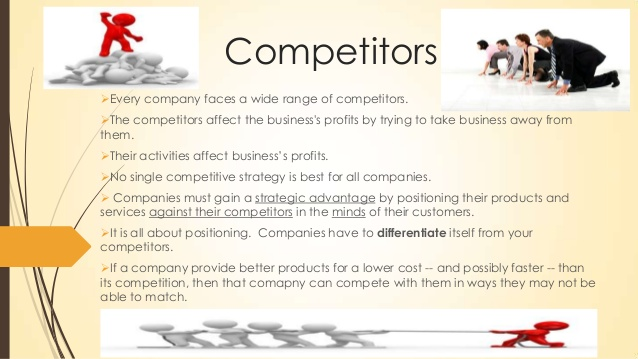 Competitors
➢Every company faces a wide range of competitors.
➢The competitors affect the business's profits by trying to take business away from
them.
➢Their activities affect business's profits.
➢No single competitive strategy is best for all companies.
➢ Companies must gain a strategic advantage by positioning their products and
services against their competitors in the minds of their customers.
➢It is all about positioning.  Companies have to differentiate itself from your
competitors.
➢If a company provide better products for a lower cost -- and possibly faster -- than
its competition, then that comapny can compete with them in ways they may not be
able to match.